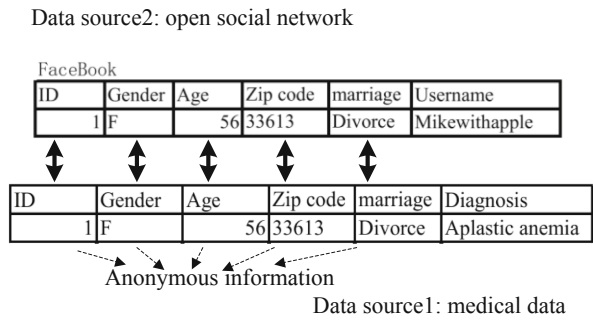 Data source2: open social network
FaceBook
ID Gender Age Zip code marriage Username
1 F 56 33613 Divorce Mikewithapple
ID Gender Age Zip code marriage Diagnosis
1 F 56 33613 Divorce Aplastic anemia
Anonymous information
Data source1: medical data